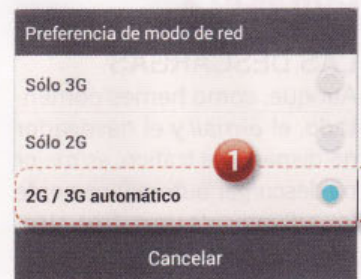 Preferencia de modo de red
Sólo 3G
Sólo 2G
1
2G / 3G automático
Cancelar